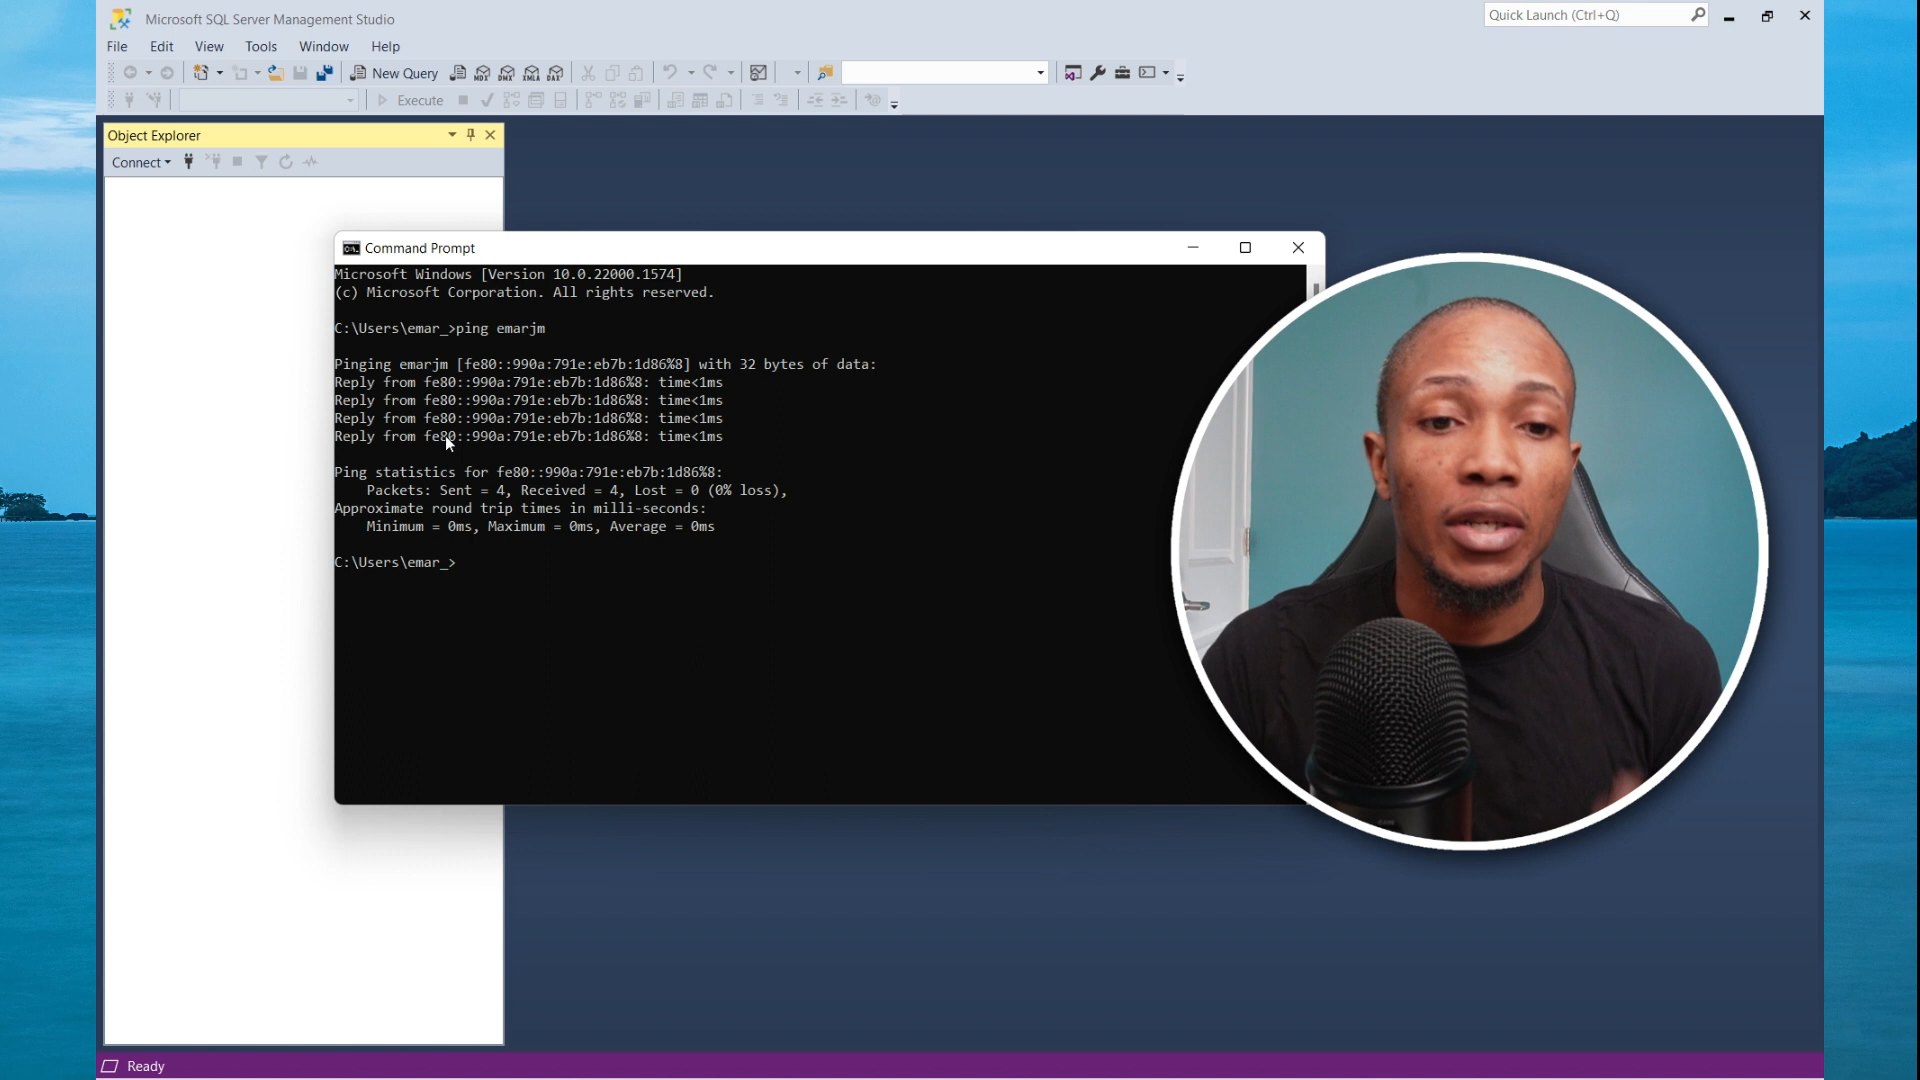 Microsoft SQL Server Management Studio
Quick Launch (Ctrl+Q)
File Edit View Tools Window Help
New Query MDX DMX XMLA DAX
Execute
Object Explorer
Connect
Command Prompt
Microsoft Windows [Version 10.0.22000.1574]
(c) Microsoft Corporation. All rights reserved.
C:\Users\emar_>ping emarjm
Pinging emarjm [fe80::990a:791e:eb7b:1d86%8] with 32 bytes of data:
Reply from fe80::990a:791e:eb7b:1d86%8: time<1ms
Reply from fe80::990a:791e:eb7b:1d86%8: time<1ms
Reply from fe80::990a:791e:eb7b:1d86%8: time<1ms
Reply from fe80::990a:791e:eb7b:1d86%8: time<1ms
Ping statistics for fe80::990a:791e:eb7b:1d86%8:
Packets: Sent = 4, Received = 4, Lost = 0 (0% loss),
Approximate round trip times in milli-seconds:
Minimum = 0ms, Maximum = 0ms, Average = 0ms
C:\Users\emar_>
Ready